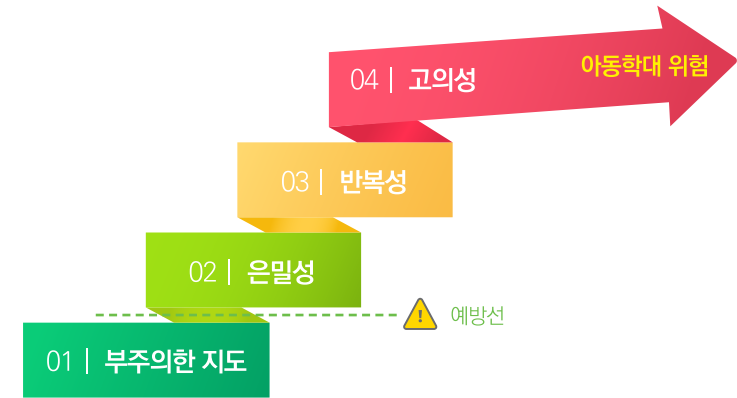 04 | 고의성
아동학대 위험
03 | 반복성
02 | 은밀성
예방선
01 | 부주의한 지도